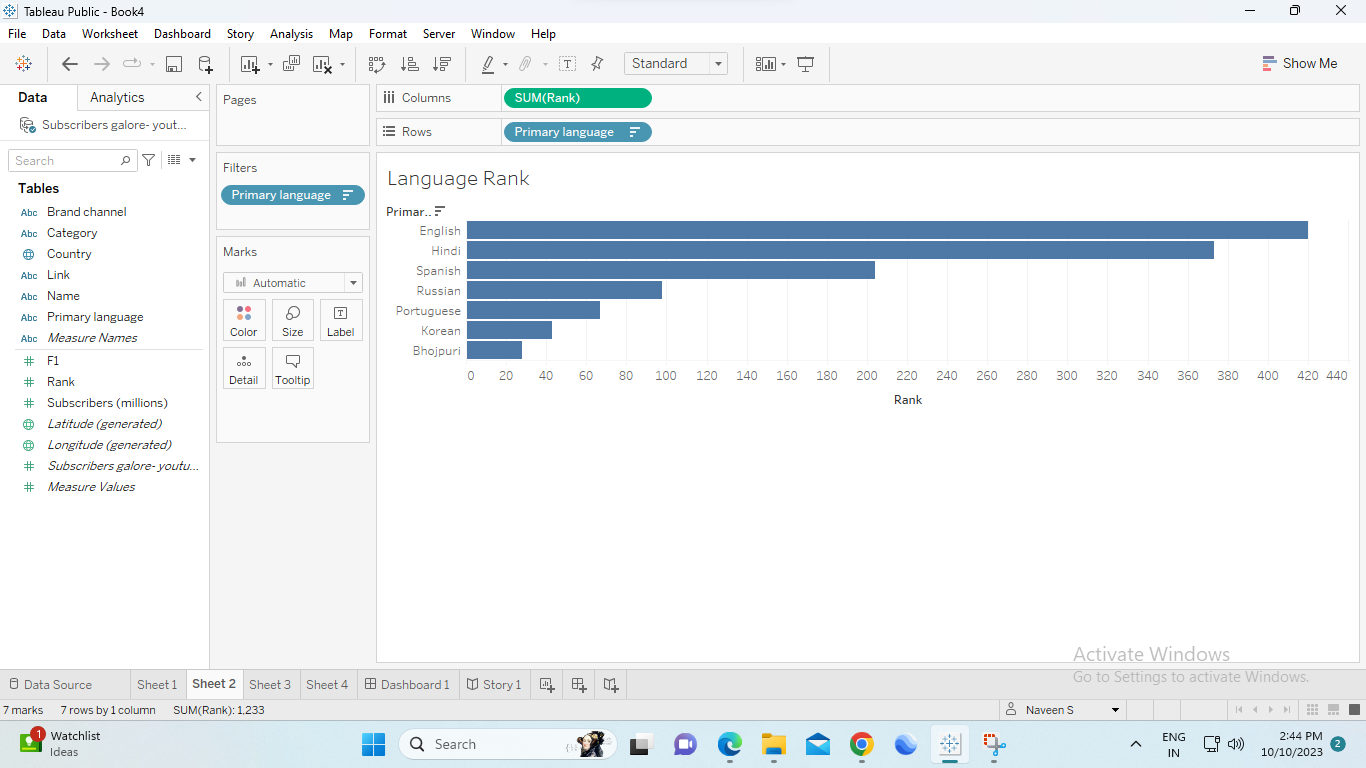 Tableau Public - Book4
File Data Worksheet Dashboard Story Analysis Map Format Server Window Help
Standard
Show Me
Data Analytics
Subscribers galore- yout...
Search
Tables
Abc Brand channel
Abc Category
Country
Abc Link
Abc Name
Abc Primary language
Abc Measure Names
F1
Rank
Subscribers (millions)
Latitude (generated)
Longitude (generated)
Subscribers galore- youtu...
Measure Values
Pages
Filters
Primary language
Marks
Automatic
Color Size Label
Detail Tooltip
Columns SUM(Rank)
Rows Primary language
Language Rank
Primar..
English
Hindi
Spanish
Russian
Portuguese
Korean
Bhojpuri
0 20 40 60 80 100 120 140 160 180 200 220 240 260 280 300 320 340 360 380 400 420 440
Rank
Activate Windows
Go to Settings to activate Windows.
Data Source Sheet 1 Sheet 2 Sheet 3 Sheet 4 Dashboard 1 Story 1
7 marks 7 rows by 1 column SUM(Rank): 1,233 Naveen S
1 Watchlist
Ideas
Search
ENG
IN
2:44 PM
10/10/2023
2